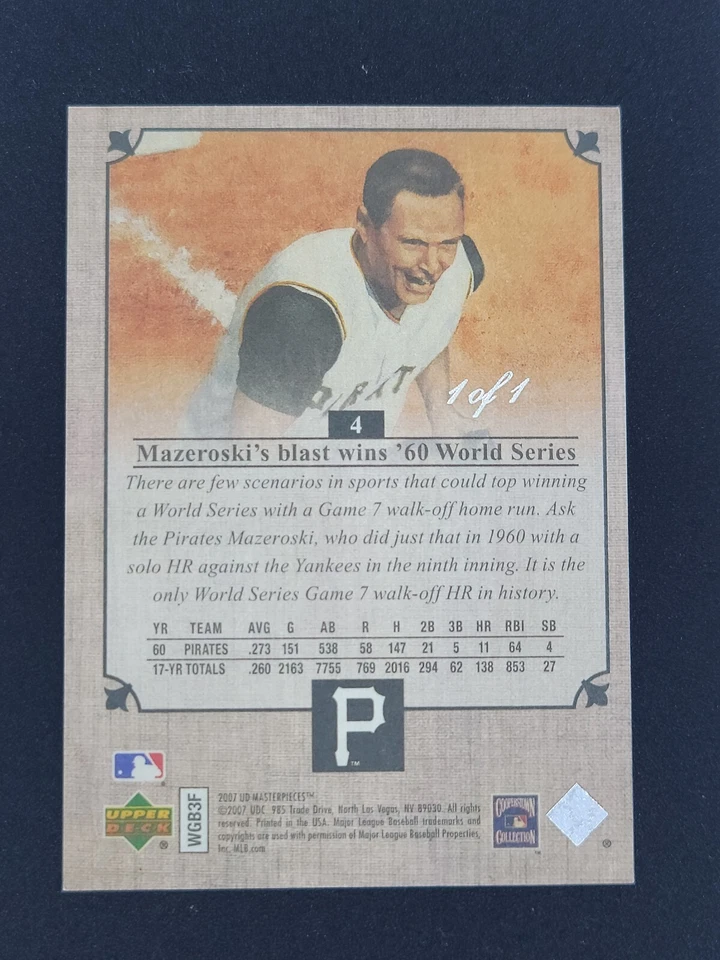 PIRAT
1 of 1
4
Mazeroski's blast wins '60 World Series
There are few scenarios in sports that could top winning
a World Series with a Game 7 walk-off home run. Ask
the Pirates Mazeroski, who did just that in 1960 with a
solo HR against the Yankees in the ninth inning. It is the
only World Series Game 7 walk-off HR in history.
YR TEAM AVG G AB R H 2B 3B HR RBI SB
60 PIRATES .273 151 538 58 147 21 5 11 64 4
17-YR TOTALS .260 2163 7755 769 2016 294 62 138 853 27
P
TM
UPPER
DECK
®
WGB3F
2007 UD MASTERPIECES™
©2007 UDC 985 Trade Drive, North Las Vegas, NV 89030. All rights
reserved. Printed in the USA. Major League Baseball trademarks and
copyrights are used with permission of Major League Baseball Properties,
Inc. MLB.com
COOPERSTOWN
COLLECTION
™
®